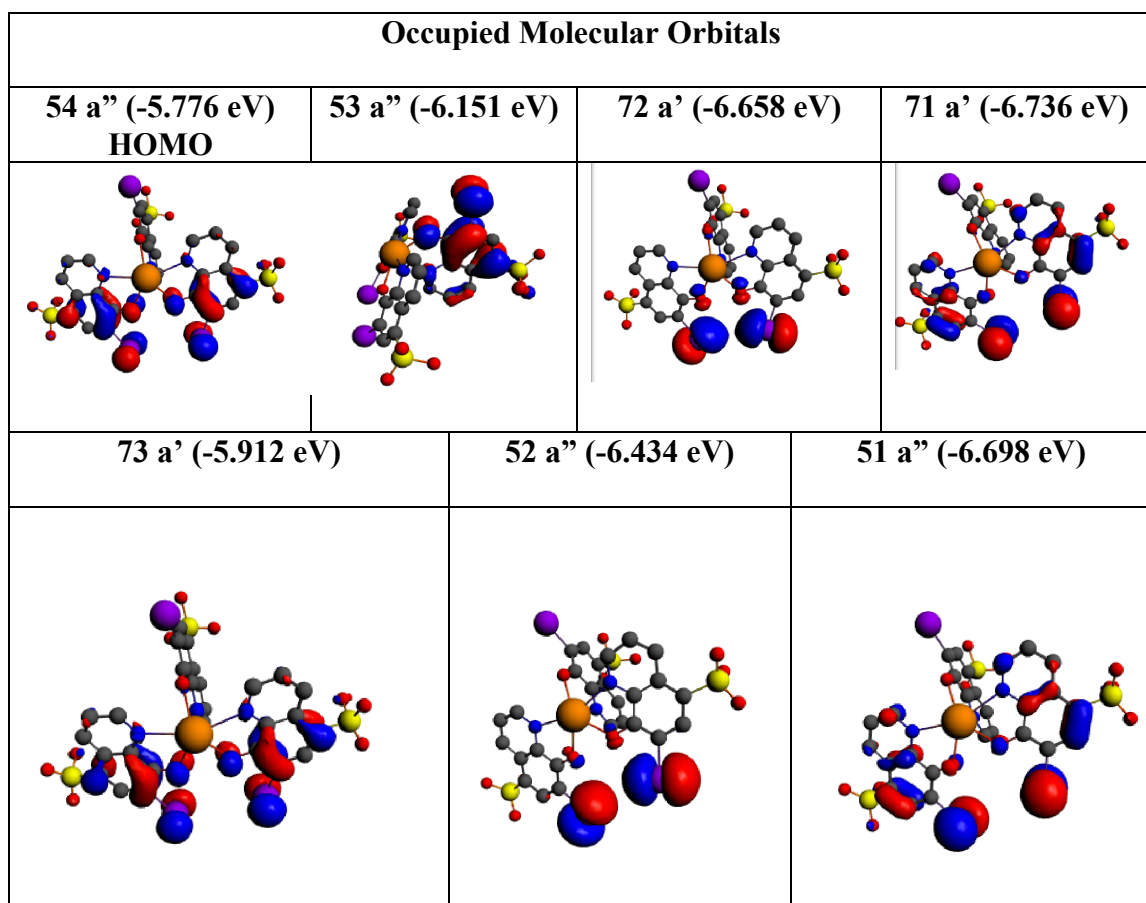 Occupied Molecular Orbitals
54 a” (-5.776 eV)
HOMO
53 a” (-6.151 eV)
72 a’ (-6.658 eV)
71 a’ (-6.736 eV)
73 a’ (-5.912 eV)
52 a” (-6.434 eV)
51 a” (-6.698 eV)